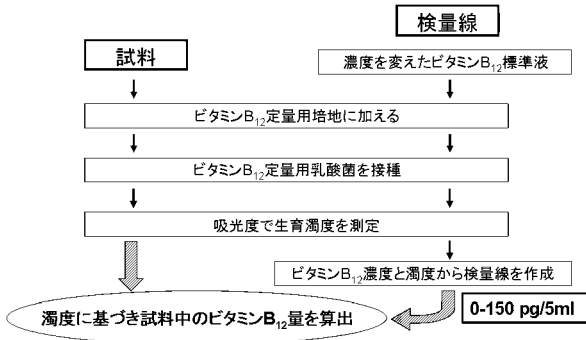 検量線
試料
濃度を変えたビタミンB12標準液
ビタミンB12定量用培地に加える
ビタミンB12定量用乳酸菌を接種
吸光度で生育濁度を測定
ビタミンB12濃度と濁度から検量線を作成
0-150 pg/5ml
濁度に基づき試料中のビタミンB12量を算出